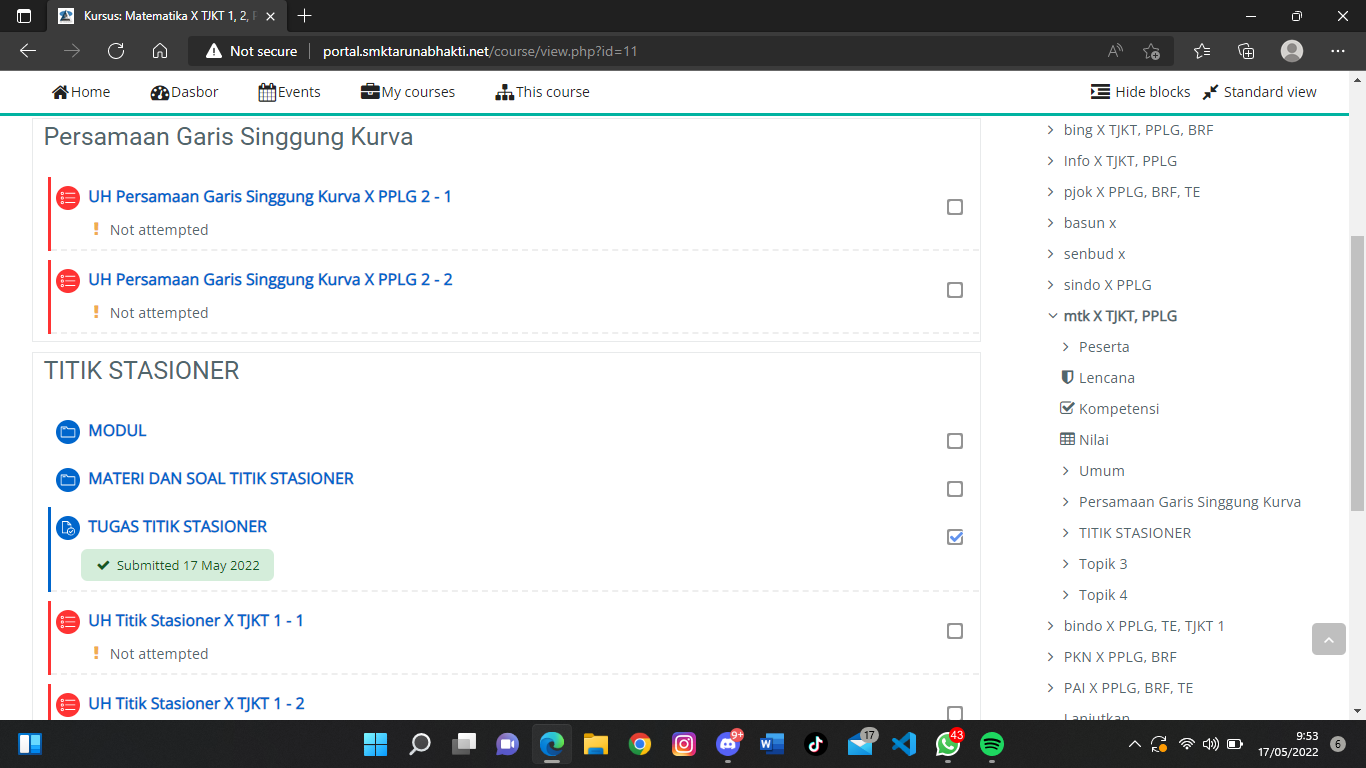 Kursus: Matematika X TJKT 1, 2, P
Not secure
portal.smktarunabhakti.net/course/view.php?id=11
Home
Dasbor
Events
My courses
This course
Hide blocks
Standard view
Persamaan Garis Singgung Kurva
UH Persamaan Garis Singgung Kurva X PPLG 2 - 1
Not attempted
UH Persamaan Garis Singgung Kurva X PPLG 2 - 2
Not attempted
TITIK STASIONER
MODUL
MATERI DAN SOAL TITIK STASIONER
TUGAS TITIK STASIONER
Submitted 17 May 2022
UH Titik Stasioner X TJKT 1 - 1
Not attempted
UH Titik Stasioner X TJKT 1 - 2
bing X TJKT, PPLG, BRF
Info X TJKT, PPLG
pjok X PPLG, BRF, TE
basun x
senbud x
sindo X PPLG
mtk X TJKT, PPLG
Peserta
Lencana
Kompetensi
Nilai
Umum
Persamaan Garis Singgung Kurva
TITIK STASIONER
Topik 3
Topik 4
bindo X PPLG, TE, TJKT 1
PKN X PPLG, BRF
PAI X PPLG, BRF, TE
Lanjutkan
9+
17
43
9:53
17/05/2022
6